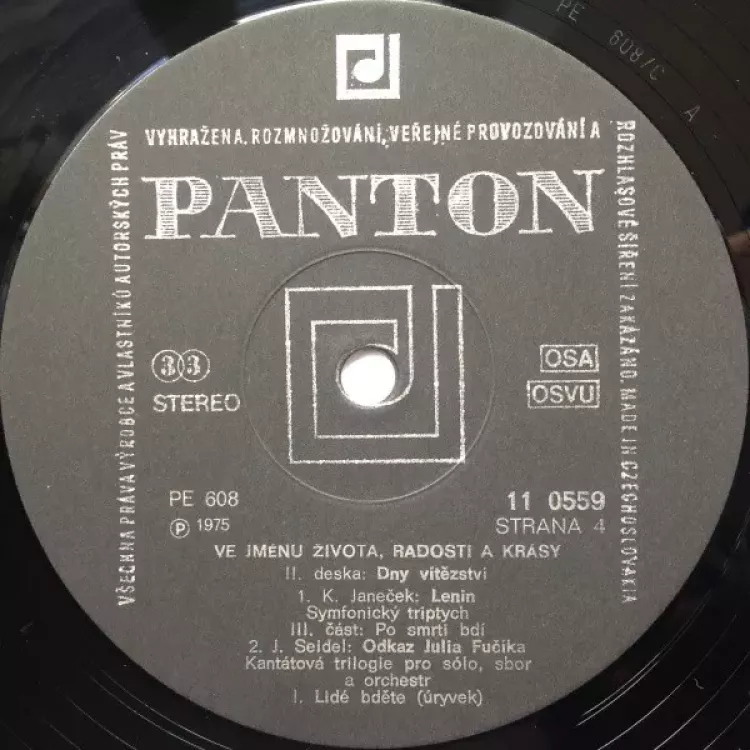 PE 608/C A
VŠECHNA PRÁVA VÝROBCE A VLASTNÍKŮ AUTORSKÝCH PRÁV
VYHRAŽENA. ROZMNOŽOVÁNÍ, VEŘEJNÉ PROVOZOVÁNÍ A
ROZHLASOVÉ ŠÍŘENÍ ZAKÁZÁNO. MADE IN CZECHOSLOVAKIA
PANTON
33
STEREO
OSA
OSVU
PE 608
11 0559
Ⓟ 1975
STRANA 4
VE JMÉNU ŽIVOTA, RADOSTI A KRÁSY
II. deska: Dny vítězství
1. K. Janeček: Lenin
Symfonický triptych
III. část: Po smrti bdí
2. J. Seidel: Odkaz Julia Fučíka
Kantátová trilogie pro sólo, sbor
a orchestr
I. Lidé bděte (úryvek)